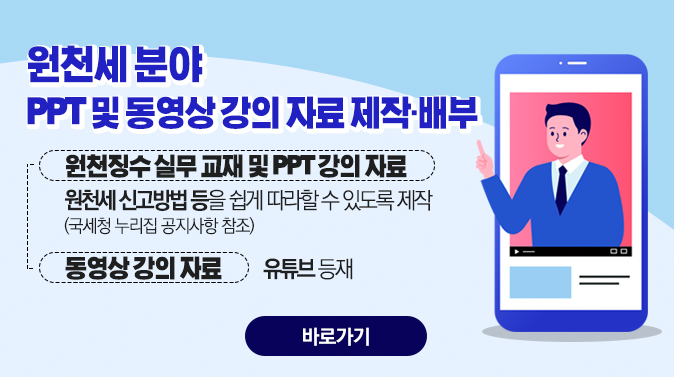 원천세 분야
PPT 및 동영상 강의 자료 제작·배부
원천징수 실무 교재 및 PPT 강의 자료
원천세 신고방법 등을 쉽게 따라할 수 있도록 제작
(국세청 누리집 공지사항 참조)
동영상 강의 자료 유튜브 등재
바로가기